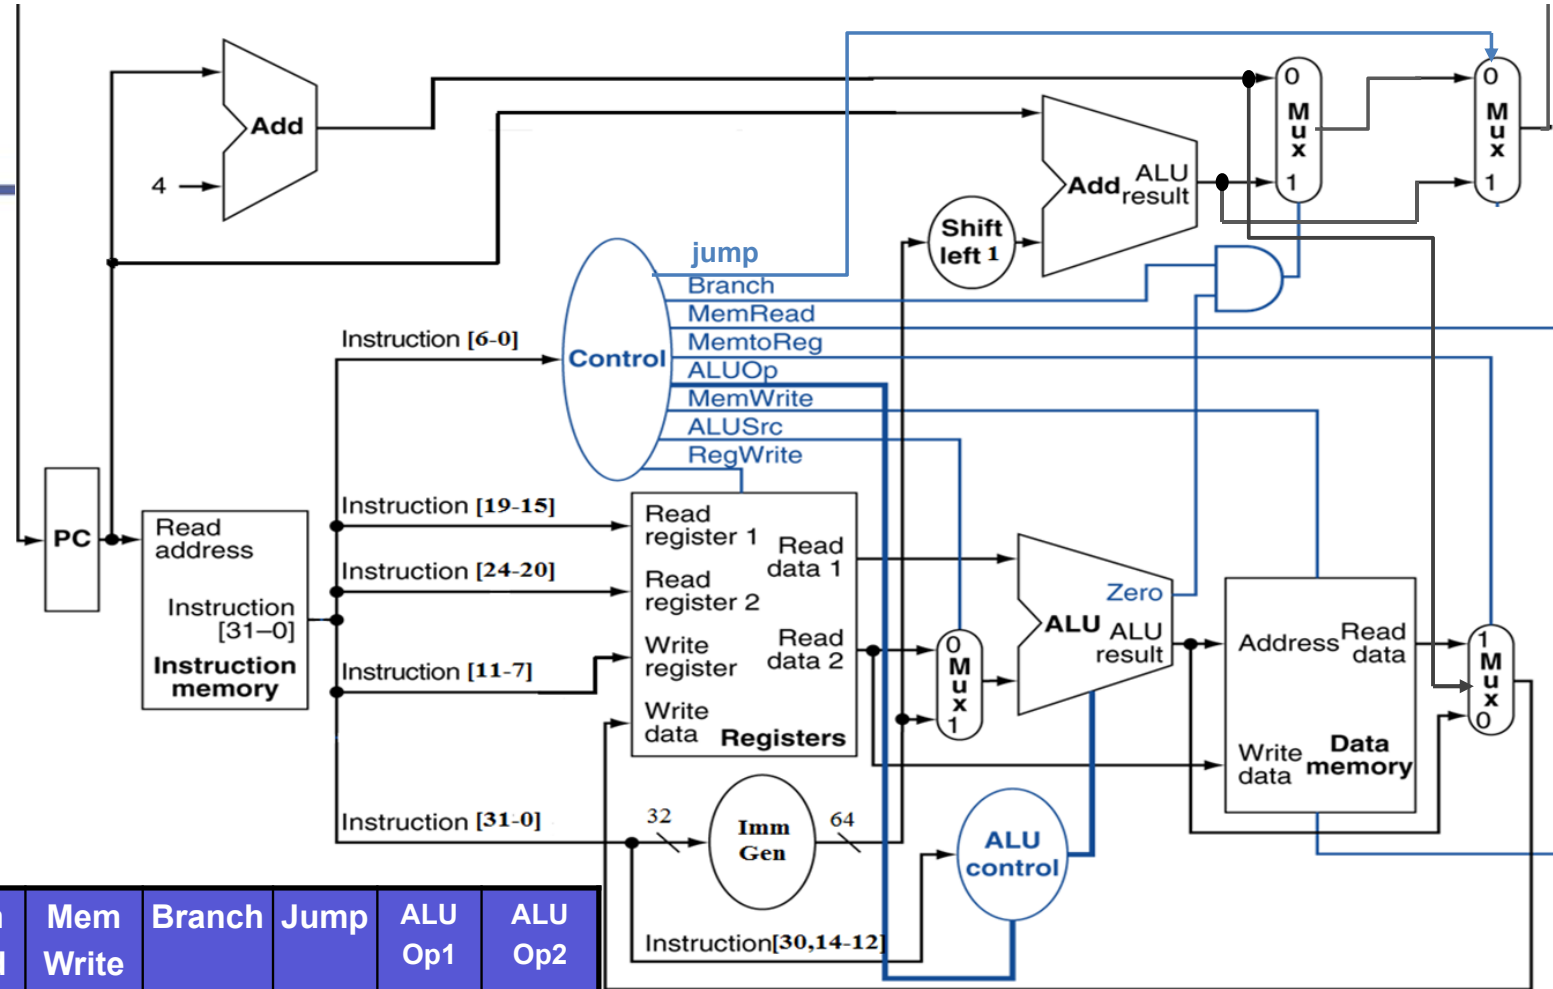 Add
4
0
M
u
x
1
0
M
u
x
1
Add
ALU
result
Shift
left 1
jump
Branch
MemRead
MemtoReg
ALUOp
MemWrite
ALUSrc
RegWrite
Control
Instruction [6-0]
PC
Read
address
Instruction
[31–0]
Instruction
memory
Instruction [19-15]
Instruction [24-20]
Instruction [11-7]
Instruction [31-0]
Read
register 1
Read
register 2
Write
register
Write
data
Read
data 1
Read
data 2
Registers
0
M
u
x
1
Zero
ALU
ALU
result
Address
Read
data
Write
data
Data
memory
1
M
u
x
0
32
Imm
Gen
64
ALU
control
Instruction[30,14-12]
Mem
Write
Branch
Jump
ALU
Op1
ALU
Op2